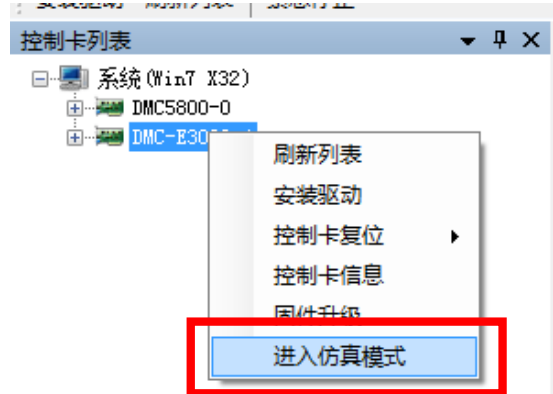 控制卡列表
系统(Win7 X32)
DMC5800-0
刷新列表
安装驱动
控制卡复位
控制卡信息
固件升级
进入仿真模式